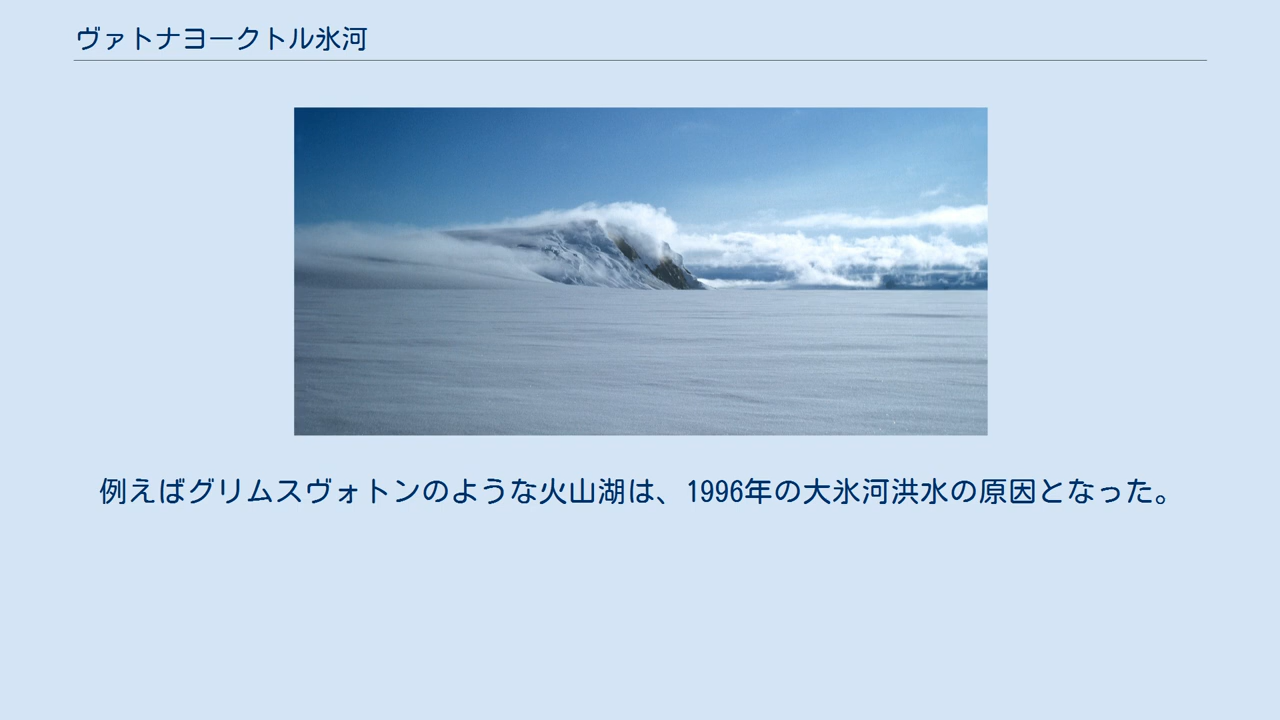 ヴァトナヨークトル氷河
例えばグリムスヴォトンのような火山湖は、1996年の大氷河洪水の原因となった。